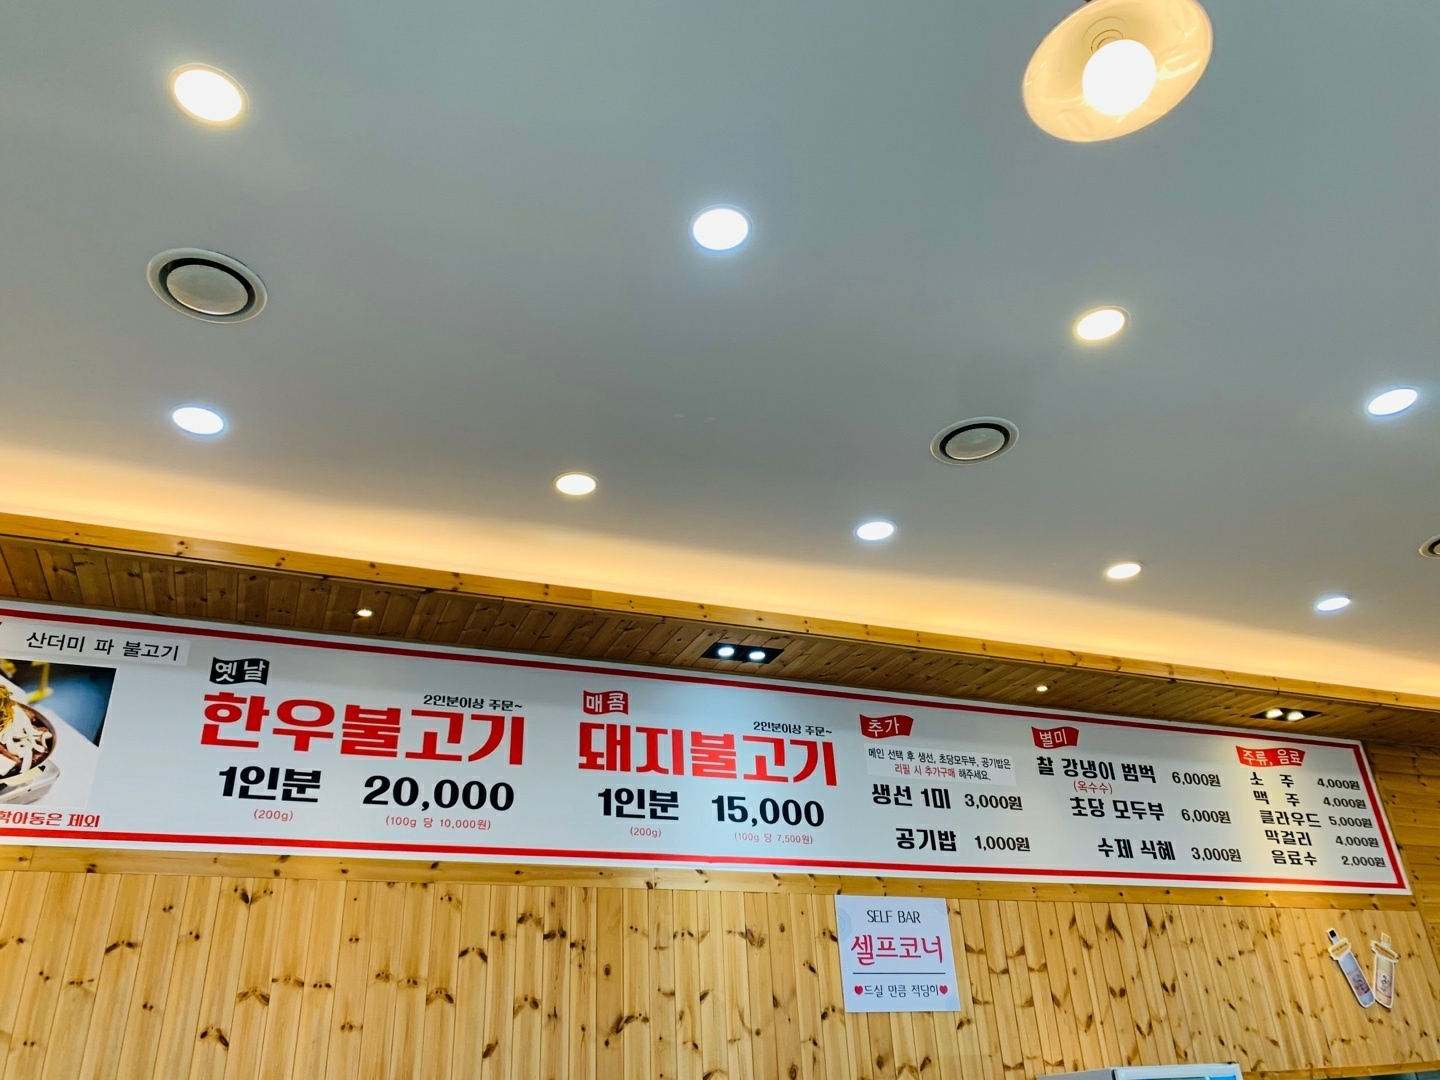 산더미 파 불고기
학아동은 제외
옛날
2인분이상 주문~
한우불고기
1인분 20,000
(200g) (100g 당 10,000원)
매콤
2인분이상 주문~
돼지불고기
1인분 15,000
(200g) (100g 당 7,500원)
추가
메인 선택 후 생선, 초당모두부, 공기밥은
리필 시 추가구매 해주세요.
생선 1미 3,000원
공기밥 1,000원
별미
찰 강냉이 범벅 6,000원
(옥수수)
초당 모두부 6,000원
수제 식혜 3,000원
주류, 음료
소 주 4,000원
맥 주 4,000원
클라우드 5,000원
막걸리 4,000원
음료수 2,000원
SELF BAR
셀프코너
♥드실 만큼 적당히♥